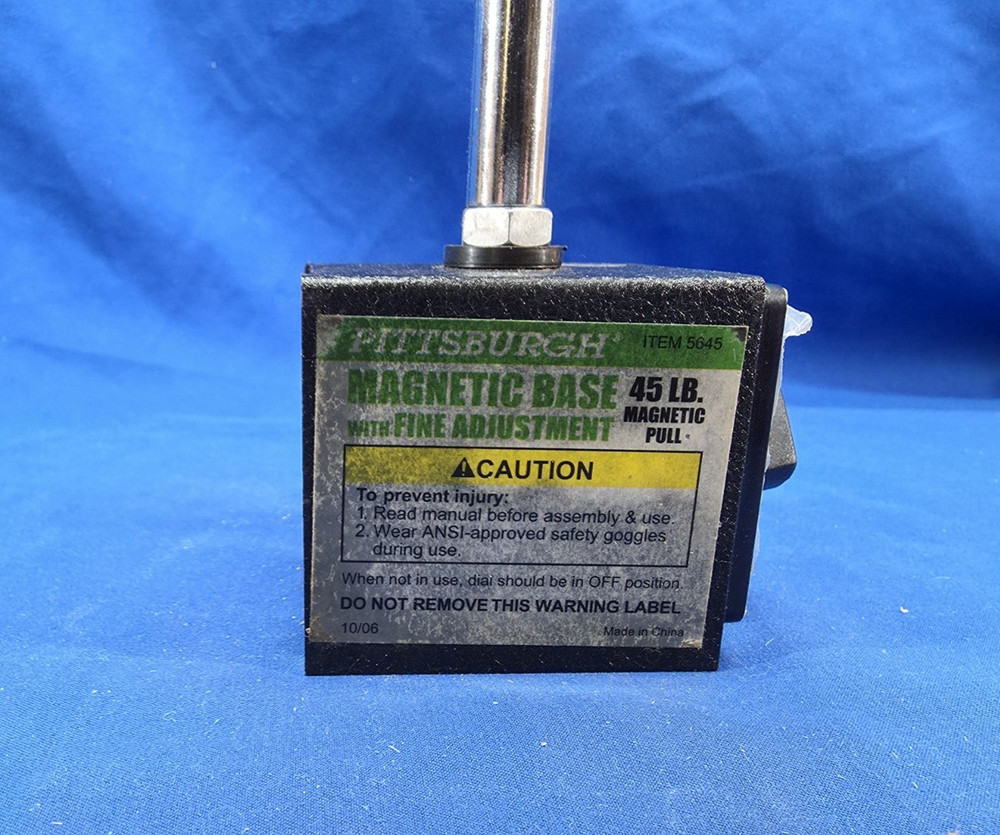 PITTSBURGH® ITEM 5645
MAGNETIC BASE 45 LB.
WITH FINE ADJUSTMENT MAGNETIC
PULL
⚠CAUTION
To prevent injury:
1. Read manual before assembly & use.
2. Wear ANSI-approved safety goggles
during use.
When not in use, dial should be in OFF position.
DO NOT REMOVE THIS WARNING LABEL
10/06 Made in China